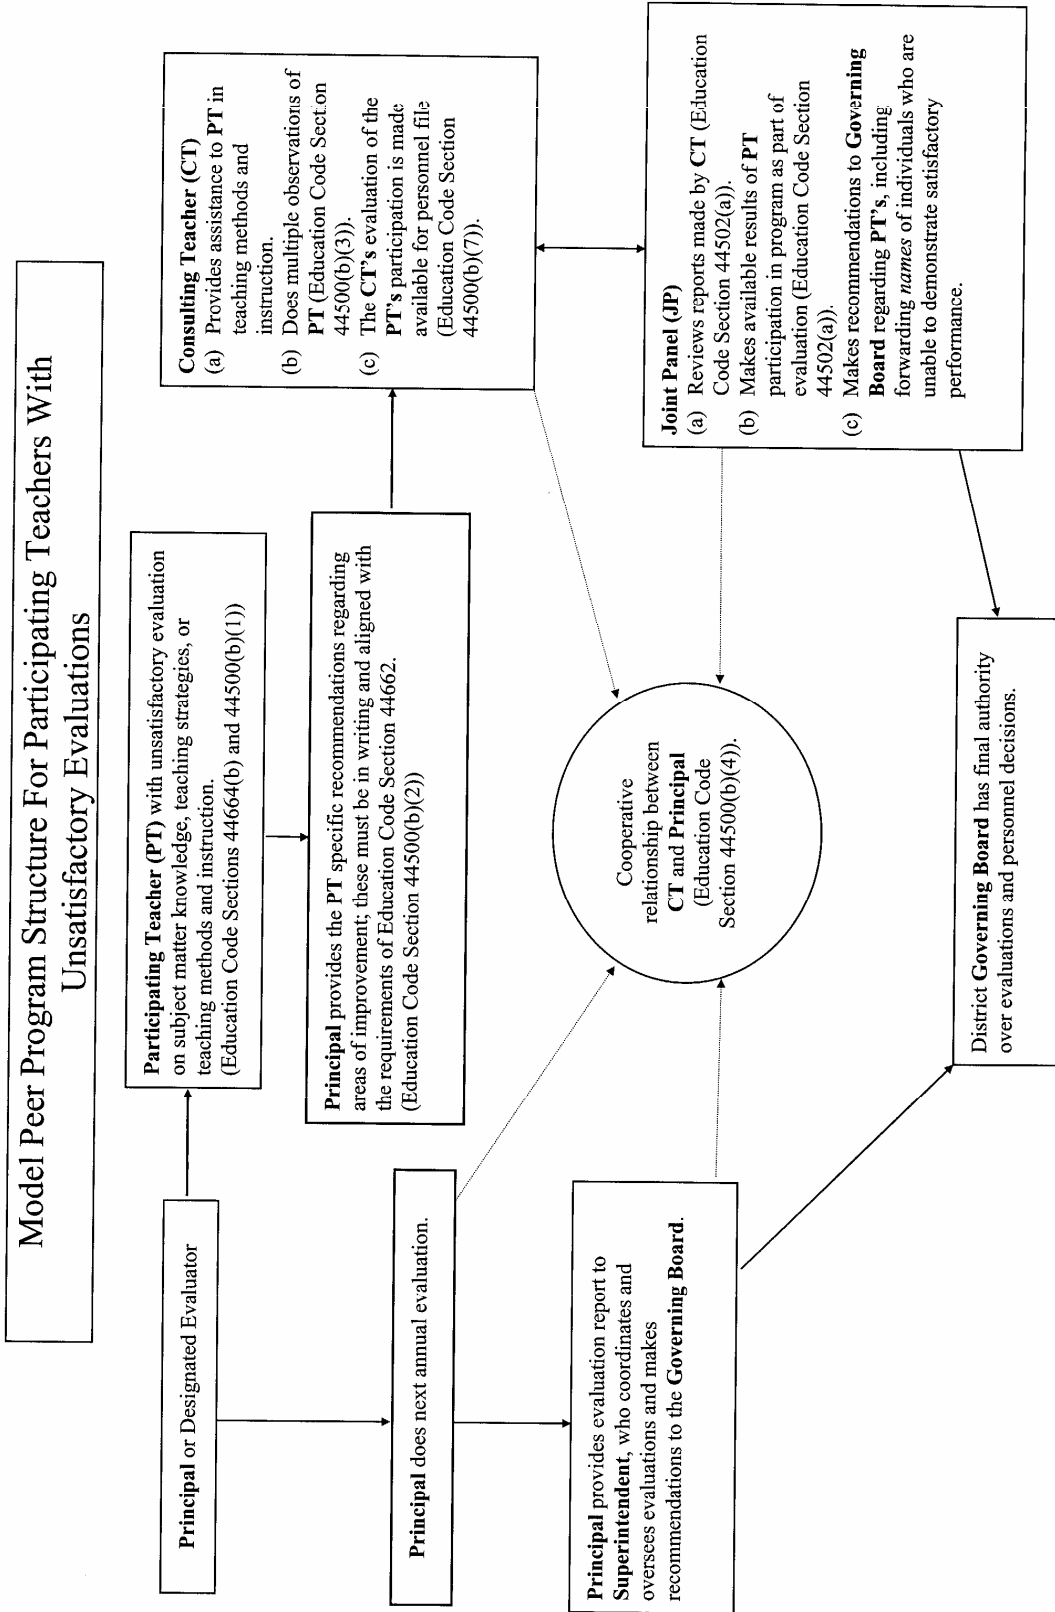 Model Peer Program Structure For Participating Teachers With
Unsatisfactory Evaluations
Principal or Designated Evaluator
Participating Teacher (PT) with unsatisfactory evaluation
on subject matter knowledge, teaching strategies, or
teaching methods and instruction.
(Education Code Sections 44664(b) and 44500(b)(1))
Consulting Teacher (CT)
(a) Provides assistance to PT in
teaching methods and
instruction.
(b) Does multiple observations of
PT (Education Code Section
44500(b)(3)).
(c) The CT's evaluation of the
PT's participation is made
available for personnel file
(Education Code Section
44500(b)(7)).
Principal provides the PT specific recommendations regarding
areas of improvement; these must be in writing and aligned with
the requirements of Education Code Section 44662.
(Education Code Section 44500(b)(2))
Principal does next annual evaluation.
Principal provides evaluation report to
Superintendent, who coordinates and
oversees evaluations and makes
recommendations to the Governing Board.
Cooperative
relationship between
CT and Principal
(Education Code
Section 44500(b)(4)).
Joint Panel (JP)
(a) Reviews reports made by CT (Education
Code Section 44502(a)).
(b) Makes available results of PT
participation in program as part of
evaluation (Education Code Section
44502(a)).
(c) Makes recommendations to Governing
Board regarding PT's, including
forwarding names of individuals who are
unable to demonstrate satisfactory
performance.
District Governing Board has final authority
over evaluations and personnel decisions.